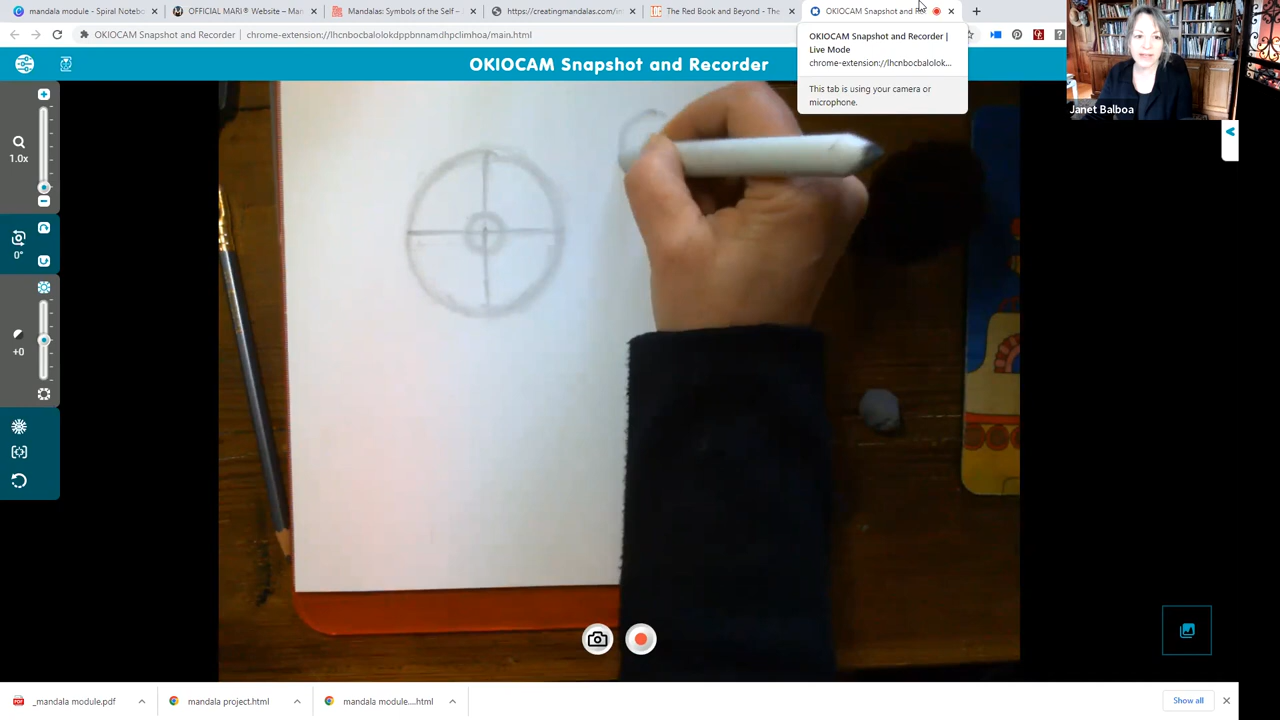 mandala module - Spiral Notebo
OFFICIAL MARI® Website – Man
Mandalas: Symbols of the Self –
https://creatingmandalas.com/in
The Red Book and Beyond - The
OKIOCAM Snapshot and Re
OKIOCAM Snapshot and Recorder | chrome-extension://lhcnbocbalolokdppbnnamdhpclimhoa/main.html
OKIOCAM Snapshot and Recorder |
Live Mode
chrome-extension://lhcnbocbalolok...
This tab is using your camera or
microphone.
OKIOCAM Snapshot and Recorder
Janet Balboa
1.0x
0°
+0
_mandala module.pdf
mandala project.html
mandala module....html
Show all